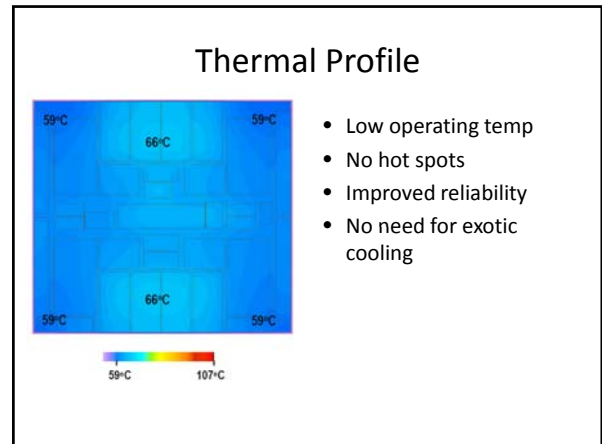 Thermal Profile
59°C
59°C
66°C
66°C
59°C
59°C
59°C
107°C
• Low operating temp
• No hot spots
• Improved reliability
• No need for exotic
cooling